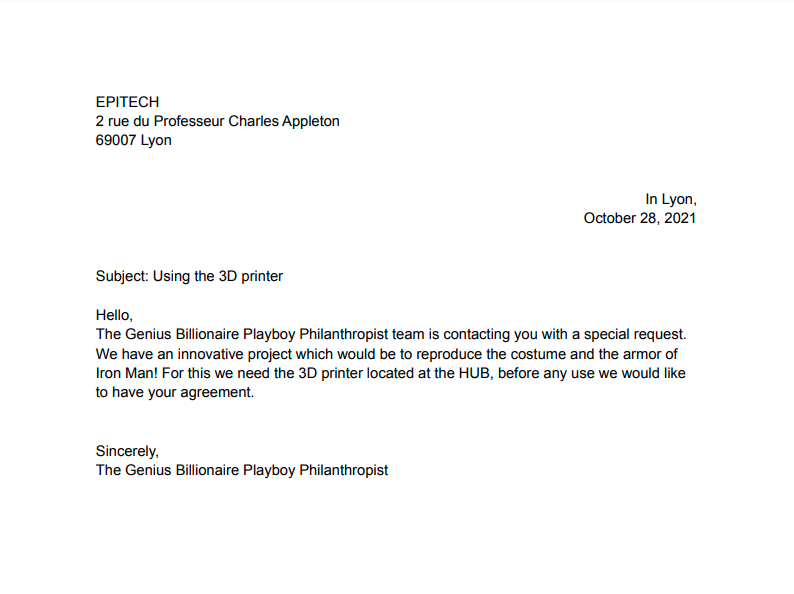 EPITECH
2 rue du Professeur Charles Appleton
69007 Lyon
In Lyon,
October 28, 2021
Subject: Using the 3D printer
Hello,
The Genius Billionaire Playboy Philanthropist team is contacting you with a special request.
We have an innovative project which would be to reproduce the costume and the armor of
Iron Man! For this we need the 3D printer located at the HUB, before any use we would like
to have your agreement.
Sincerely,
The Genius Billionaire Playboy Philanthropist